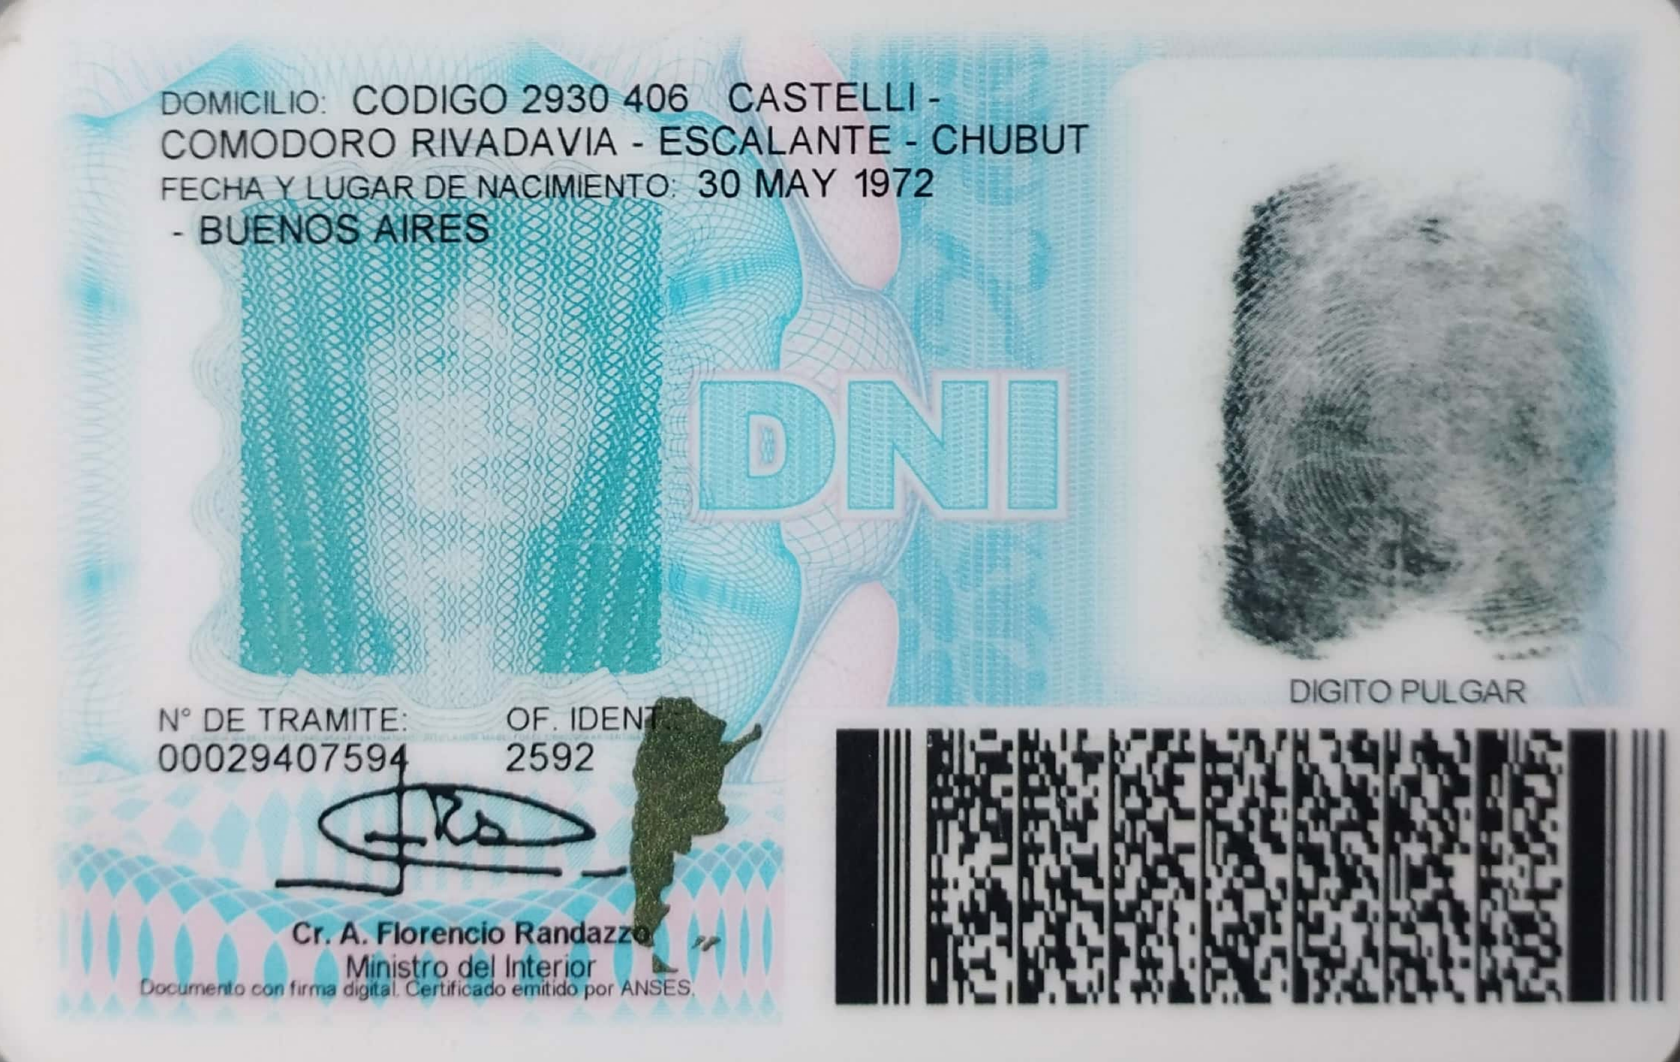 DOMICILIO: CODIGO 2930 406 CASTELLI -
COMODORO RIVADAVIA - ESCALANTE - CHUBUT
FECHA Y LUGAR DE NACIMIENTO: 30 MAY 1972
- BUENOS AIRES
DNI
DIGITO PULGAR
N° DE TRAMITE: OF. IDENT
00029407594 2592
Cr. A. Florencio Randazzo
Ministro del Interior
Documento con firma digital. Certificado emitido por ANSES.